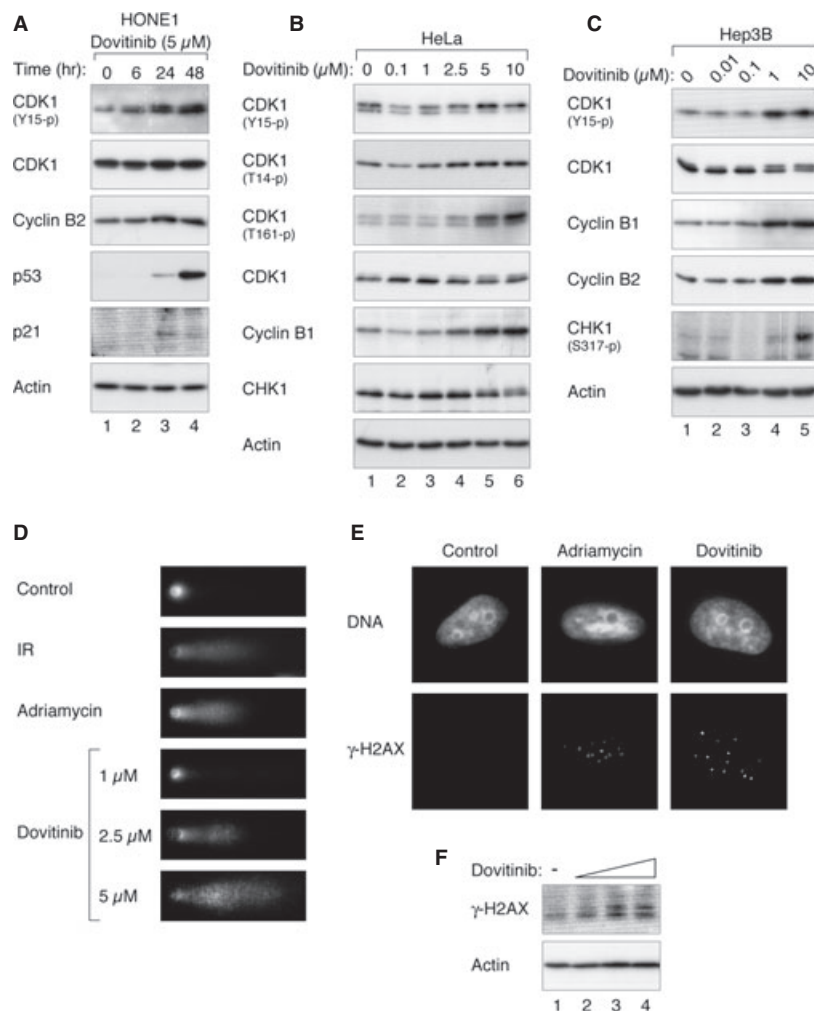 A
HONE1
Dovitinib (5 µM)
Time (hr): 0 6 24 48
CDK1
(Y15-p)
CDK1
Cyclin B2
p53
p21
Actin
1 2 3 4
B
HeLa
Dovitinib (µM): 0 0.1 1 2.5 5 10
CDK1
(Y15-p)
CDK1
(T14-p)
CDK1
(T161-p)
CDK1
Cyclin B1
CHK1
Actin
1 2 3 4 5 6
C
Hep3B
Dovitinib (µM): 0 0.01 0.1 1 10
CDK1
(Y15-p)
CDK1
Cyclin B1
Cyclin B2
CHK1
(S317-p)
Actin
1 2 3 4 5
D
Control
IR
Adriamycin
Dovitinib
1 µM
2.5 µM
5 µM
E
Control Adriamycin Dovitinib
DNA
γ-H2AX
F
Dovitinib: -
γ-H2AX
Actin
1 2 3 4